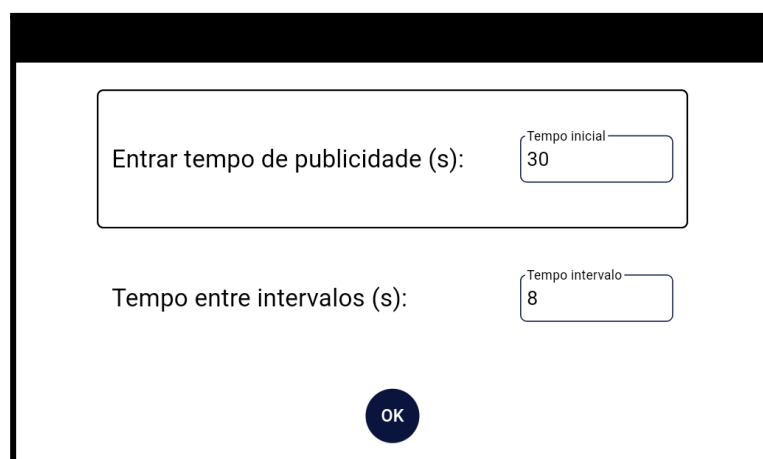 Tempo inicial
Entrar tempo de publicidade (s): 30
Tempo intervalo
Tempo entre intervalos (s): 8
OK